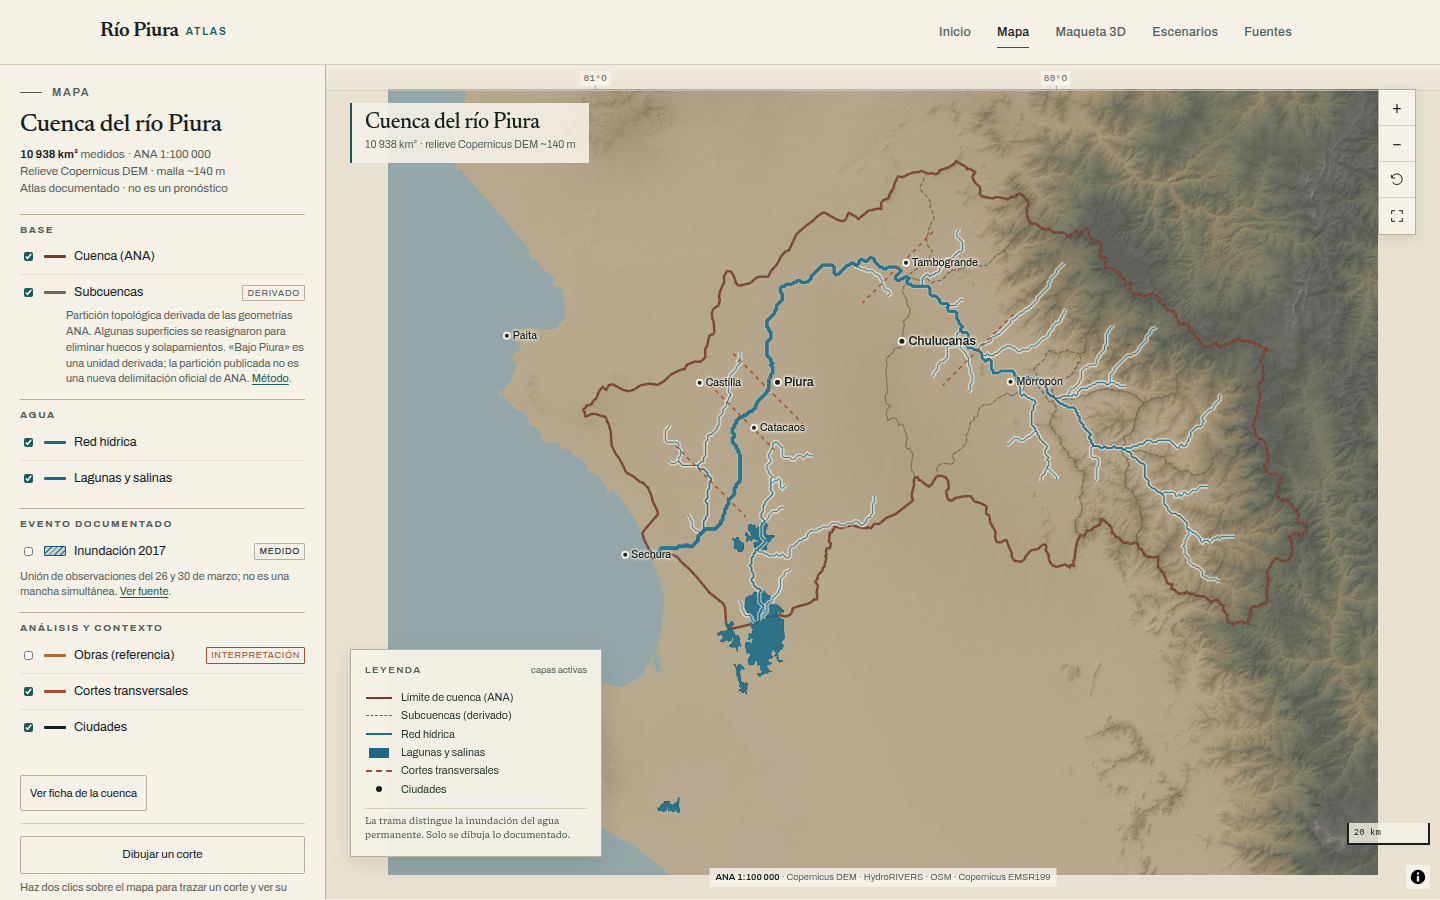 Río Piura ATLAS
Inicio
Mapa
Maqueta 3D
Escenarios
Fuentes
MAPA
Cuenca del río Piura
10 938 km² medidos · ANA 1:100 000
Relieve Copernicus DEM · malla ~140 m
Atlas documentado · no es un pronóstico
BASE
Cuenca (ANA)
Subcuencas
DERIVADO
Partición topológica derivada de las geometrías
ANA. Algunas superficies se reasignaron para
eliminar huecos y solapamientos. «Bajo Piura» es
una unidad derivada; la partición publicada no es
una nueva delimitación oficial de ANA. Método.
AGUA
Red hídrica
Lagunas y salinas
EVENTO DOCUMENTADO
Inundación 2017
MEDIDO
Unión de observaciones del 26 y 30 de marzo; no es una
mancha simultánea. Ver fuente.
ANÁLISIS Y CONTEXTO
Obras (referencia)
INTERPRETACIÓN
Cortes transversales
Ciudades
Ver ficha de la cuenca
Dibujar un corte
Haz dos clics sobre el mapa para trazar un corte y ver su
81°O
80°O
Cuenca del río Piura
10 938 km² · relieve Copernicus DEM ~140 m
+
−
Tambogrande
Paita
Chulucanas
Castilla
Piura
Morropón
Catacaos
Sechura
LEYENDA
capas activas
Límite de cuenca (ANA)
Subcuencas (derivado)
Red hídrica
Lagunas y salinas
Cortes transversales
Ciudades
La trama distingue la inundación del agua
permanente. Solo se dibuja lo documentado.
20 km
ANA 1:100 000 · Copernicus DEM · HydroRIVERS · OSM · Copernicus EMSR199